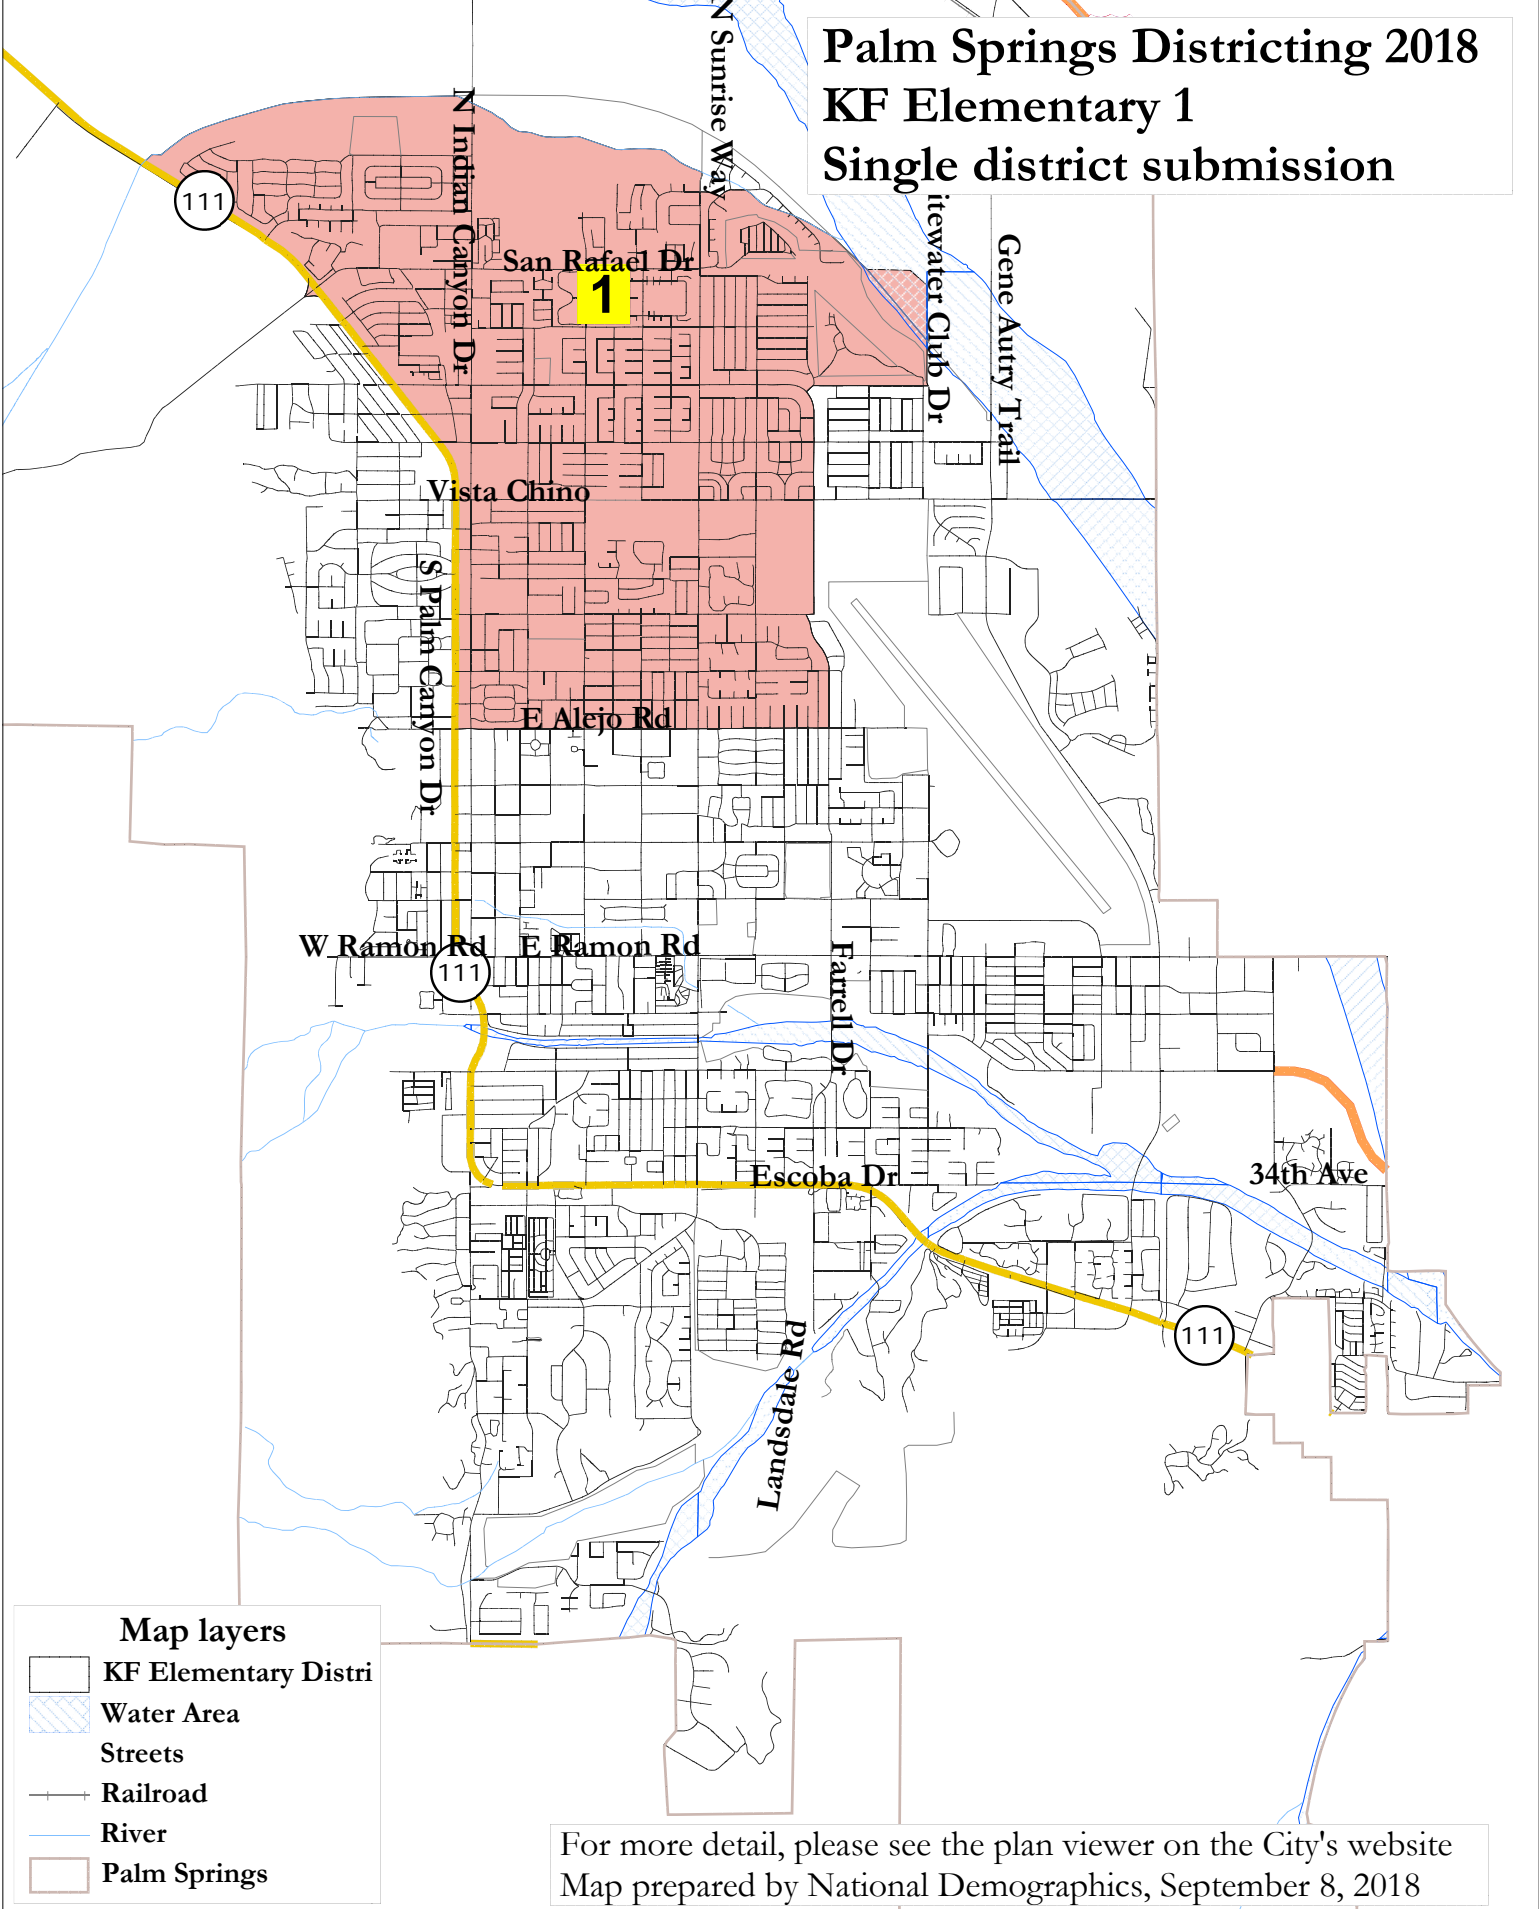 Palm Springs Districting 2018
KF Elementary 1
Single district submission
N Sunrise Way
N Indian Canyon Dr
itewater Club Dr
Gene Autry Trail
111
San Rafael Dr
1
Vista Chino
S Palm Canyon Dr
E Alejo Rd
W Ramon Rd
E Ramon Rd
111
Farrell Dr
Escoba Dr
34th Ave
111
Landsdale Rd
Map layers
KF Elementary Distri
Water Area
Streets
Railroad
River
Palm Springs
For more detail, please see the plan viewer on the City's website
Map prepared by National Demographics, September 8, 2018